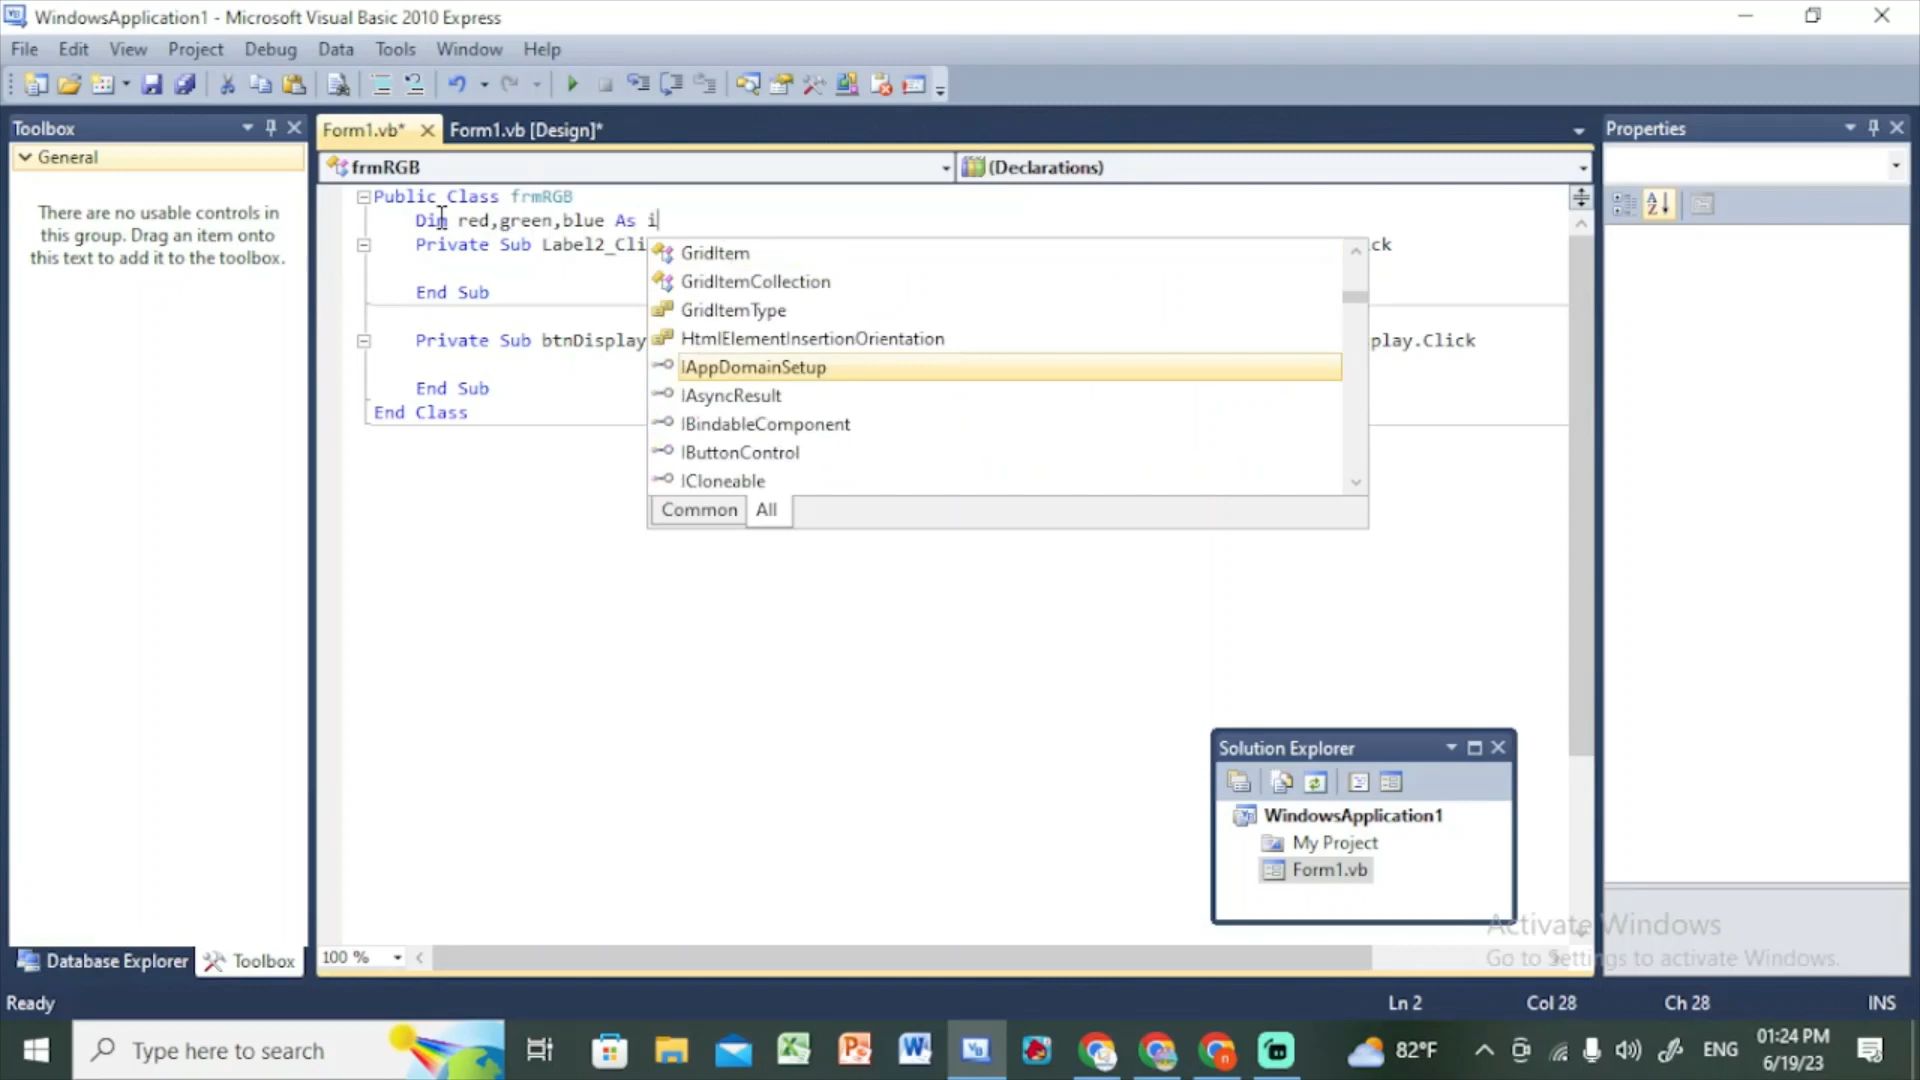 WindowsApplication1 - Microsoft Visual Basic 2010 Express
File Edit View Project Debug Data Tools Window Help
Toolbox
General
There are no usable controls in
this group. Drag an item onto
this text to add it to the toolbox.
Form1.vb* Form1.vb [Design]*
frmRGB (Declarations)
Public Class frmRGB
Dim red,green,blue As i
Private Sub Label2_Cli ck
End Sub
Private Sub btnDisplay play.Click
End Sub
End Class
GridItem
GridItemCollection
GridItemType
HtmlElementInsertionOrientation
IAppDomainSetup
IAsyncResult
IBindableComponent
IButtonControl
ICloneable
Common All
Properties
Solution Explorer
WindowsApplication1
My Project
Form1.vb
Activate Windows
Go to Settings to activate Windows.
100 %
Database Explorer Toolbox
Ready Ln 2 Col 28 Ch 28 INS
Type here to search
82°F ENG 01:24 PM
6/19/23